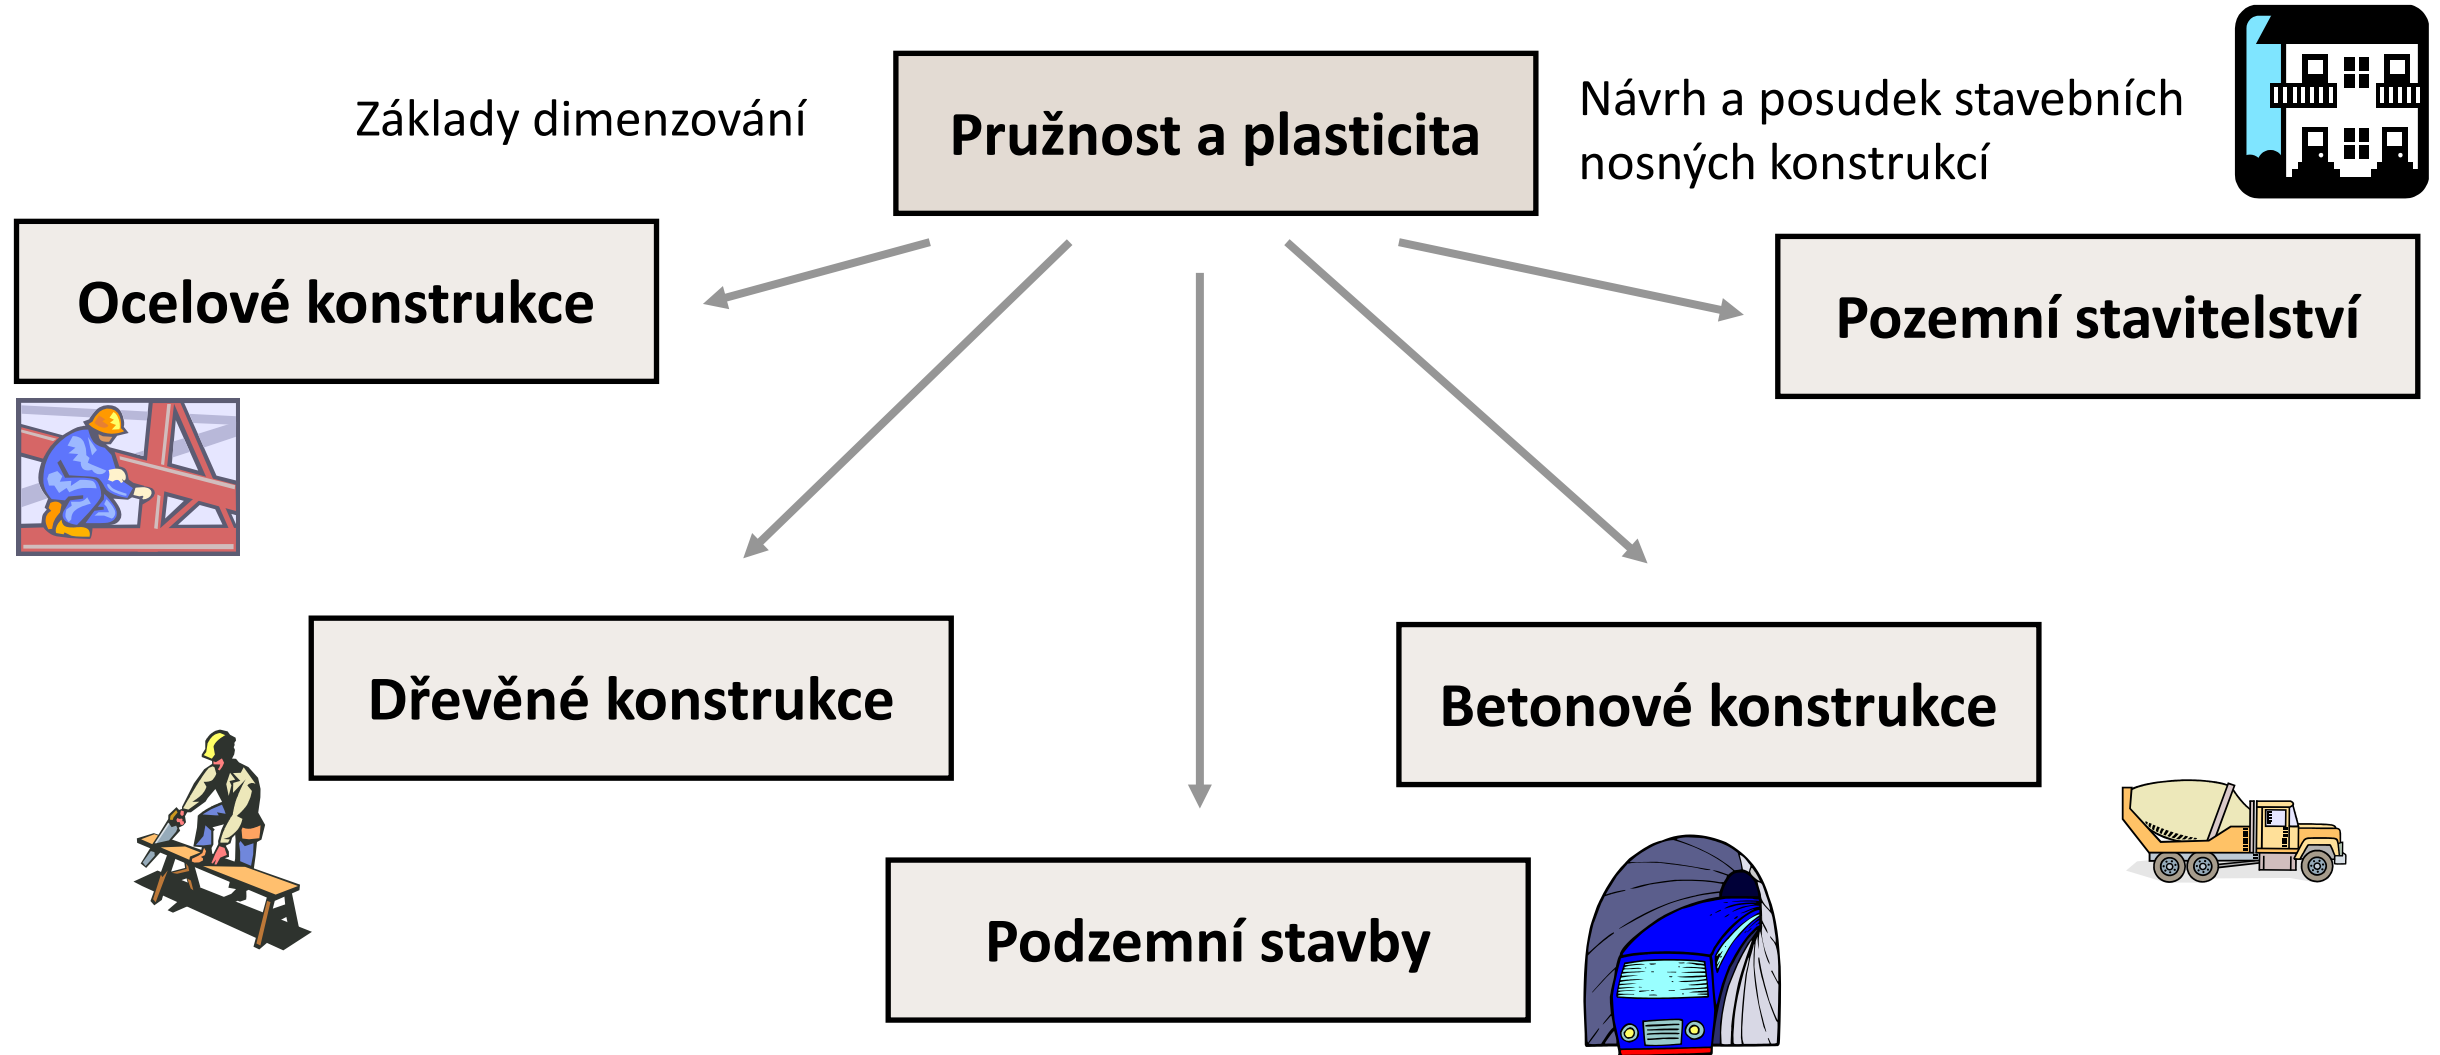 Základy dimenzování
Pružnost a plasticita
Návrh a posudek stavebních
nosných konstrukcí
Ocelové konstrukce
Pozemní stavitelství
Dřevěné konstrukce
Betonové konstrukce
Podzemní stavby